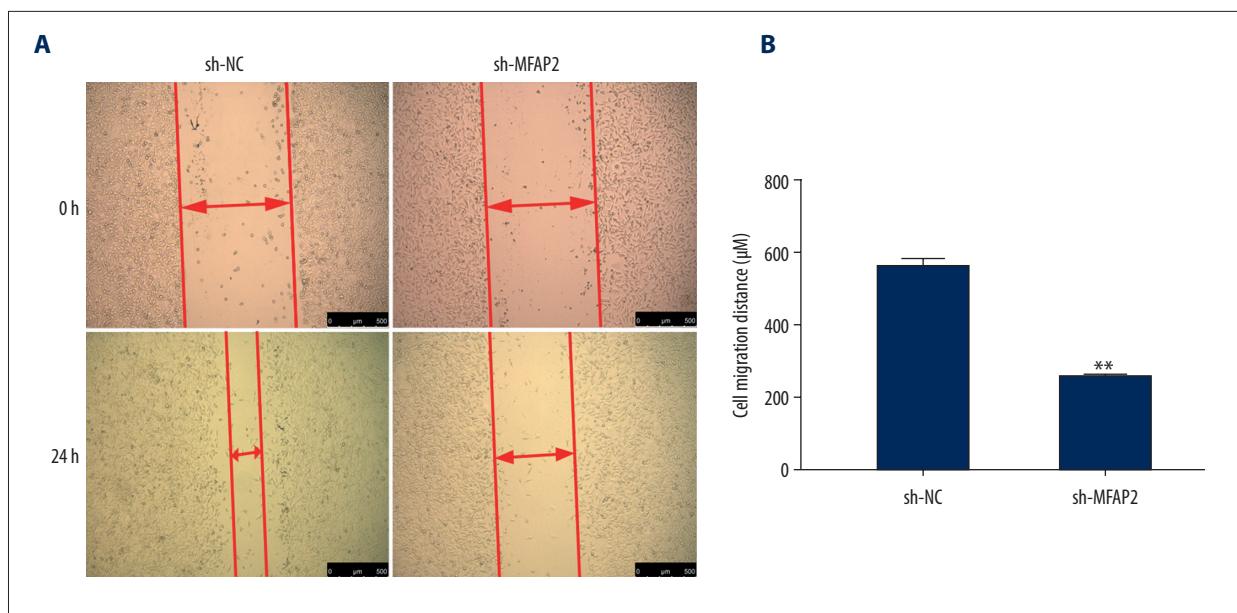 A
sh-NC
sh-MFAP2
0 h
0 µm 500
0 µm 500
24 h
0 µm 500
0 µm 500
B
Cell migration distance (µM)
800
600
400
200
0
**
sh-NC
sh-MFAP2